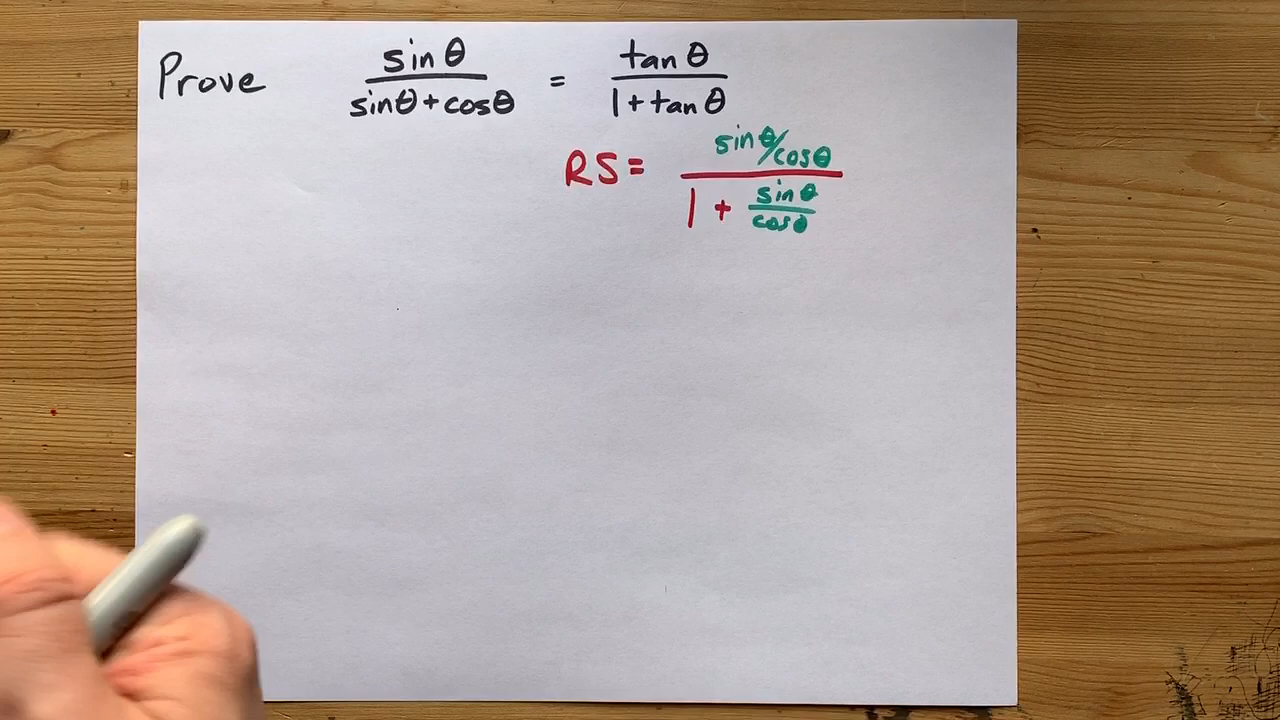 Prove sinθ/(sinθ+cosθ) = tanθ/(1+tanθ)
RS= (sinθ/cosθ)/(1 + sinθ/cosθ)